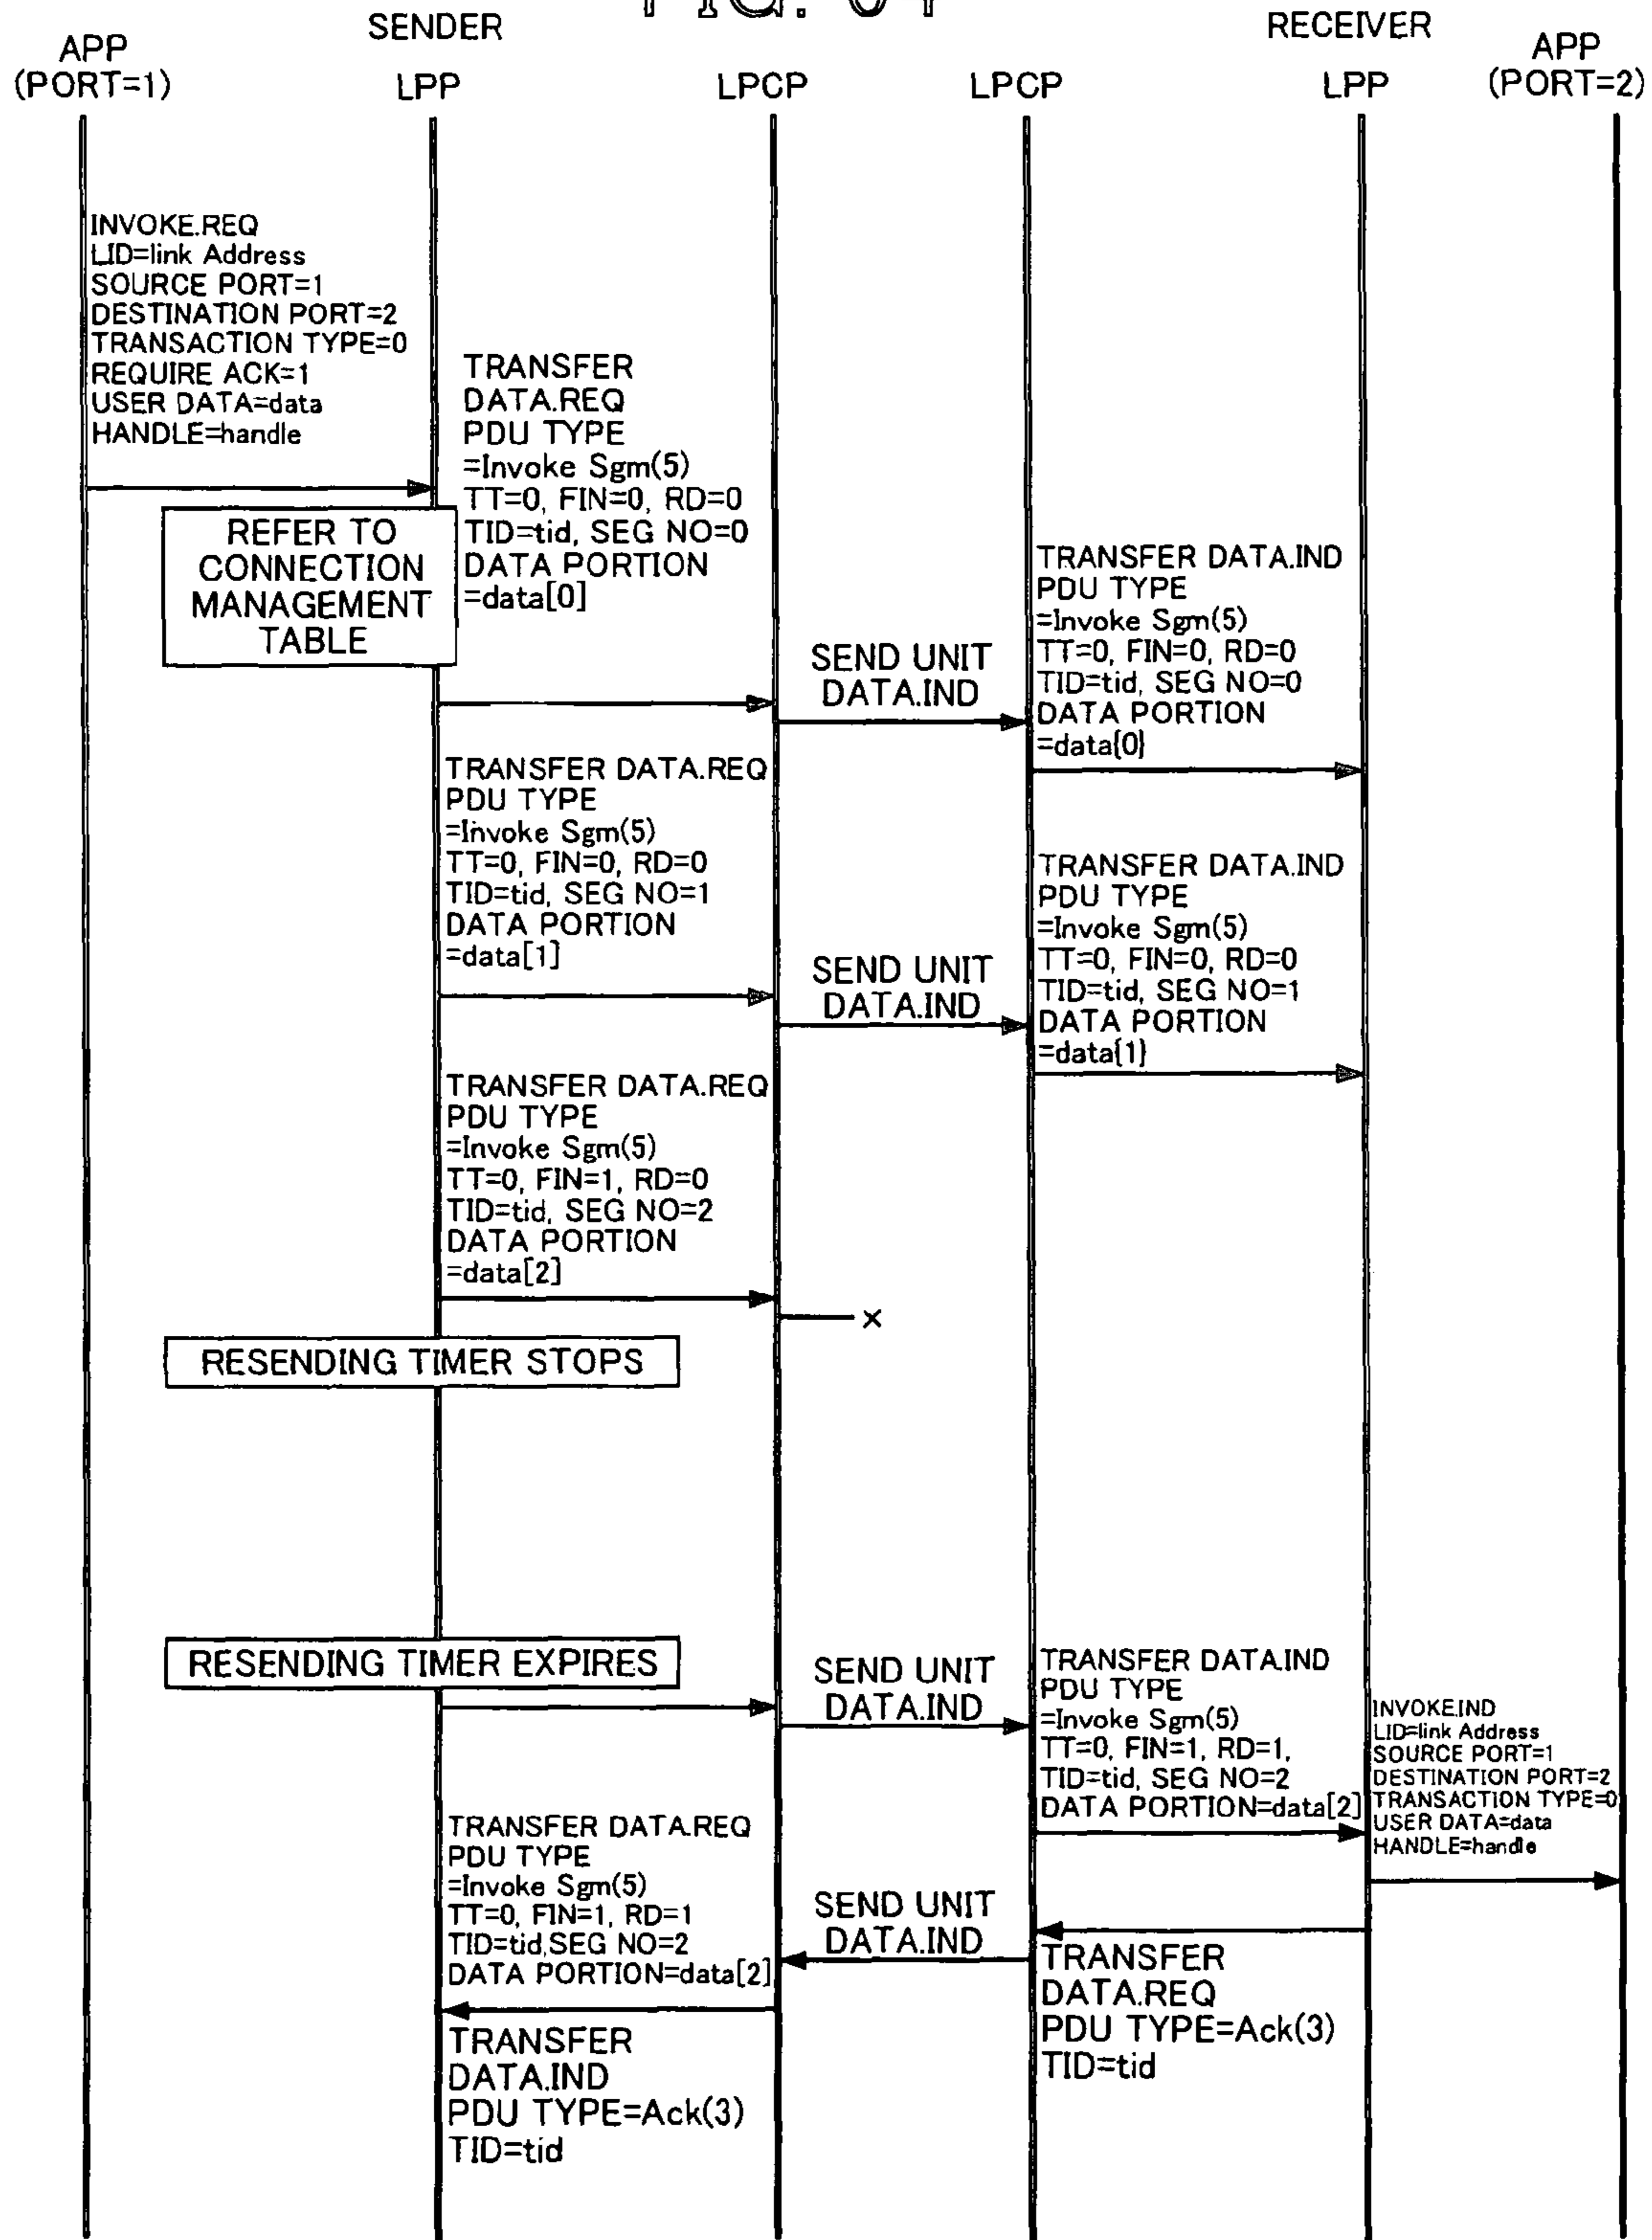 FIG. 64
SENDER
RECEIVER
APP
(PORT=1)
LPP
LPCP
LPCP
LPP
APP
(PORT=2)
INVOKE.REQ
LID=link Address
SOURCE PORT=1
DESTINATION PORT=2
TRANSACTION TYPE=0
REQUIRE ACK=1
USER DATA=data
HANDLE=handle
REFER TO
CONNECTION
MANAGEMENT
TABLE
TRANSFER
DATA.REQ
PDU TYPE
=Invoke Sgm(5)
TT=0, FIN=0, RD=0
TID=tid, SEG NO=0
DATA PORTION
=data[0]
SEND UNIT
DATA.IND
TRANSFER DATA.IND
PDU TYPE
=Invoke Sgm(5)
TT=0, FIN=0, RD=0
TID=tid, SEG NO=0
DATA PORTION
=data[0]
TRANSFER DATA.REQ
PDU TYPE
=Invoke Sgm(5)
TT=0, FIN=0, RD=0
TID=tid, SEG NO=1
DATA PORTION
=data[1]
SEND UNIT
DATA.IND
TRANSFER DATA.IND
PDU TYPE
=Invoke Sgm(5)
TT=0, FIN=0, RD=0
TID=tid, SEG NO=1
DATA PORTION
=data[1]
TRANSFER DATA.REQ
PDU TYPE
=Invoke Sgm(5)
TT=0, FIN=1, RD=0
TID=tid, SEG NO=2
DATA PORTION
=data[2]
×
RESENDING TIMER STOPS
RESENDING TIMER EXPIRES
SEND UNIT
DATA.IND
TRANSFER DATA.IND
PDU TYPE
=Invoke Sgm(5)
TT=0, FIN=1, RD=1,
TID=tid, SEG NO=2
DATA PORTION=data[2]
INVOKE.IND
LID=link Address
SOURCE PORT=1
DESTINATION PORT=2
TRANSACTION TYPE=0
USER DATA=data
HANDLE=handle
TRANSFER DATA.REQ
PDU TYPE
=Invoke Sgm(5)
TT=0, FIN=1, RD=1
TID=tid,SEG NO=2
DATA PORTION=data[2]
SEND UNIT
DATA.IND
TRANSFER
DATA.REQ
PDU TYPE=Ack(3)
TID=tid
TRANSFER
DATA.IND
PDU TYPE=Ack(3)
TID=tid